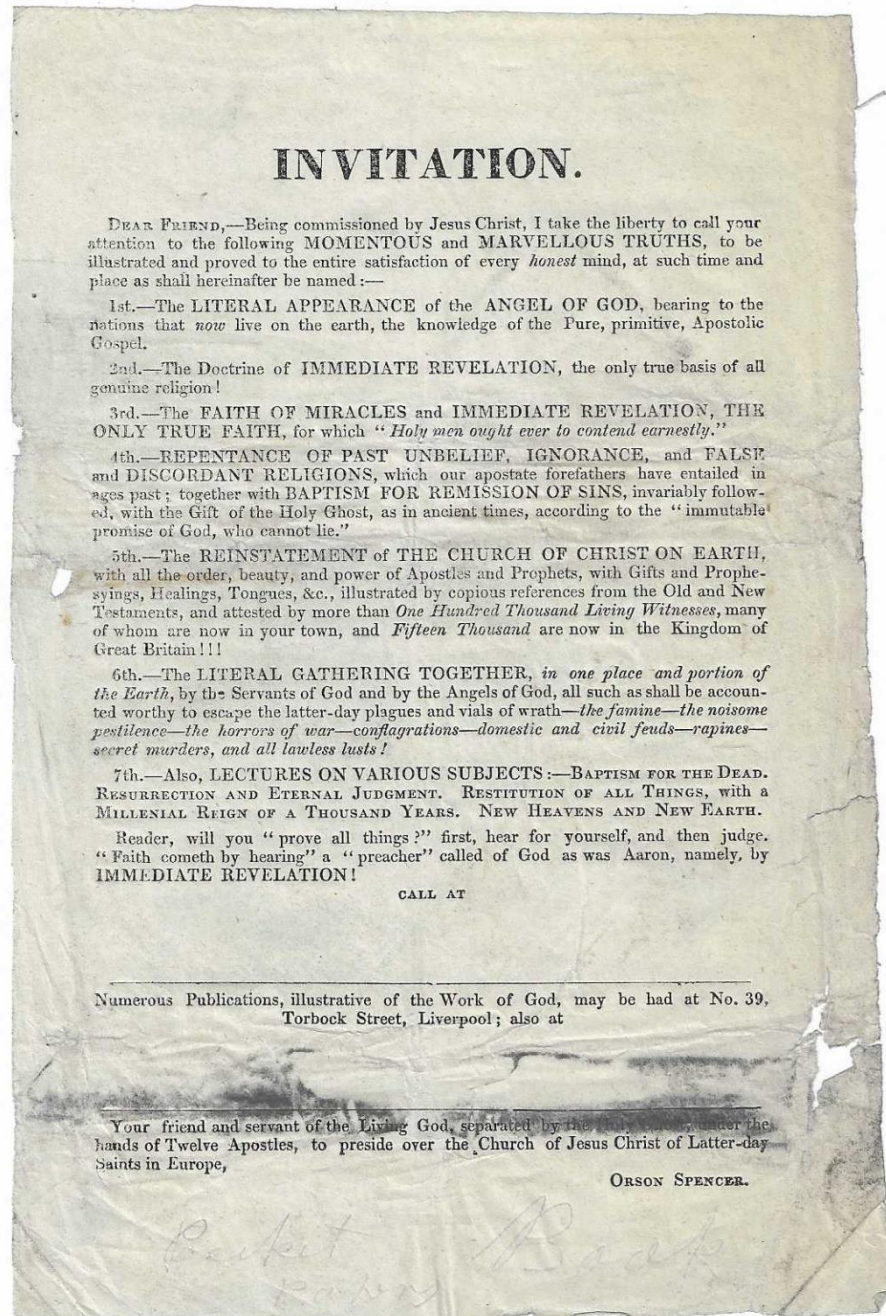 INVITATION.
DEAR FRIEND,—Being commissioned by Jesus Christ, I take the liberty to call your
attention to the following MOMENTOUS and MARVELLOUS TRUTHS, to be
illustrated and proved to the entire satisfaction of every honest mind, at such time and
place as shall hereinafter be named:—
1st.—The LITERAL APPEARANCE of the ANGEL OF GOD, bearing to the
nations that now live on the earth, the knowledge of the Pure, primitive, Apostolic
Gospel.
2nd.—The Doctrine of IMMEDIATE REVELATION, the only true basis of all
genuine religion!
3rd.—The FAITH OF MIRACLES and IMMEDIATE REVELATION, THE
ONLY TRUE FAITH, for which "Holy men ought ever to contend earnestly."
4th.—REPENTANCE OF PAST UNBELIEF, IGNORANCE, and FALSE
and DISCORDANT RELIGIONS, which our apostate forefathers have entailed in
ages past; together with BAPTISM FOR REMISSION OF SINS, invariably follow-
ed, with the Gift of the Holy Ghost, as in ancient times, according to the "immutable
promise of God, who cannot lie."
5th.—The REINSTATEMENT of THE CHURCH OF CHRIST ON EARTH,
with all the order, beauty, and power of Apostles and Prophets, with Gifts and Prophe-
syings, Healings, Tongues, &c., illustrated by copious references from the Old and New
Testaments, and attested by more than One Hundred Thousand Living Witnesses, many
of whom are now in your town, and Fifteen Thousand are now in the Kingdom of
Great Britain!!!
6th.—The LITERAL GATHERING TOGETHER, in one place and portion of
the Earth, by the Servants of God and by the Angels of God, all such as shall be accoun-
ted worthy to escape the latter-day plagues and vials of wrath—the famine—the noisome
pestilence—the horrors of war—conflagrations—domestic and civil feuds—rapines—
secret murders, and all lawless lusts!
7th.—Also, LECTURES ON VARIOUS SUBJECTS:—BAPTISM FOR THE DEAD.
RESURRECTION AND ETERNAL JUDGMENT. RESTITUTION OF ALL THINGS, with a
MILLENIAL REIGN OF A THOUSAND YEARS. NEW HEAVENS AND NEW EARTH.
Reader, will you "prove all things?" first, hear for yourself, and then judge.
"Faith cometh by hearing" a "preacher" called of God as was Aaron, namely, by
IMMEDIATE REVELATION!
CALL AT
Numerous Publications, illustrative of the Work of God, may be had at No. 39,
Torbock Street, Liverpool; also at
Your friend and servant of the Living God, separated by the Holy Ghost, under the
hands of Twelve Apostles, to preside over the Church of Jesus Christ of Latter-day
Saints in Europe,
ORSON SPENCER.